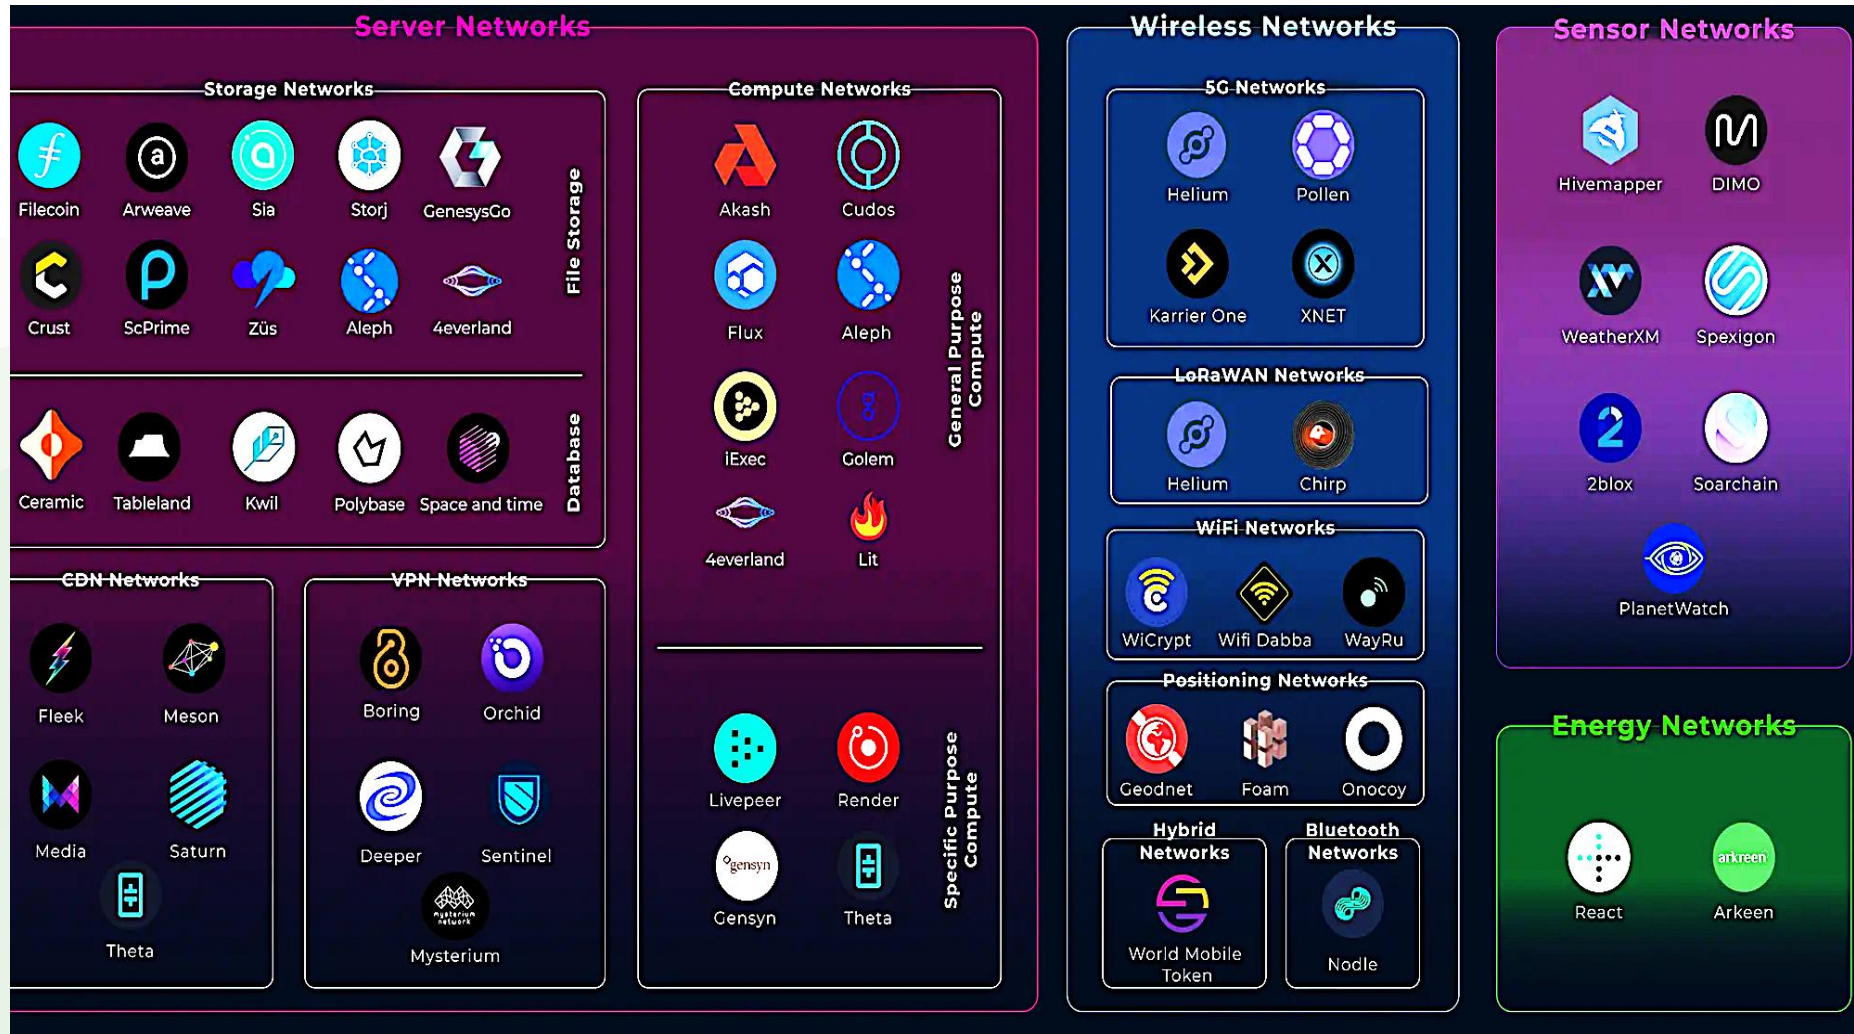 Server Networks
Storage Networks
Filecoin
Arweave
Sia
Storj
GenesysGo
Crust
ScPrime
Züs
Aleph
4everland
File Storage
Ceramic
Tableland
Kwil
Polybase
Space and time
Database
CDN Networks
Fleek
Meson
Media
Saturn
Theta
VPN Networks
Boring
Orchid
Deeper
Sentinel
mysterium
network
Mysterium
Compute Networks
Akash
Cudos
Flux
Aleph
iExec
Golem
4everland
Lit
General Purpose
Compute
Livepeer
Render
gensyn
Gensyn
Theta
Specific Purpose
Compute
Wireless Networks
5G Networks
Helium
Pollen
Karrier One
XNET
LoRaWAN Networks
Helium
Chirp
WiFi Networks
WiCrypt
Wifi Dabba
WayRu
Positioning Networks
Geodnet
Foam
Onocoy
Hybrid
Networks
World Mobile
Token
Bluetooth
Networks
Nodle
Sensor Networks
Hivemapper
DIMO
WeatherXM
Spexigon
2blox
Soarchain
PlanetWatch
Energy Networks
React
arkreen
Arkeen